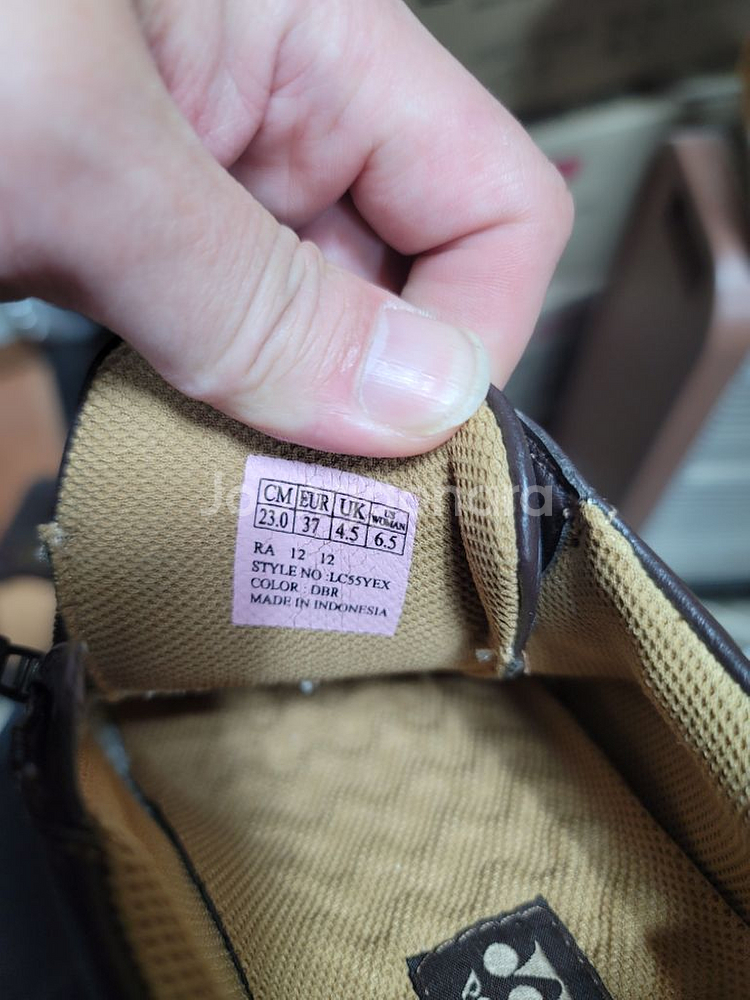 CM EUR UK US WOMAN
23.0 37 4.5 6.5
RA 12 12
STYLE NO :LC55YEX
COLOR : DBR
MADE IN INDONESIA